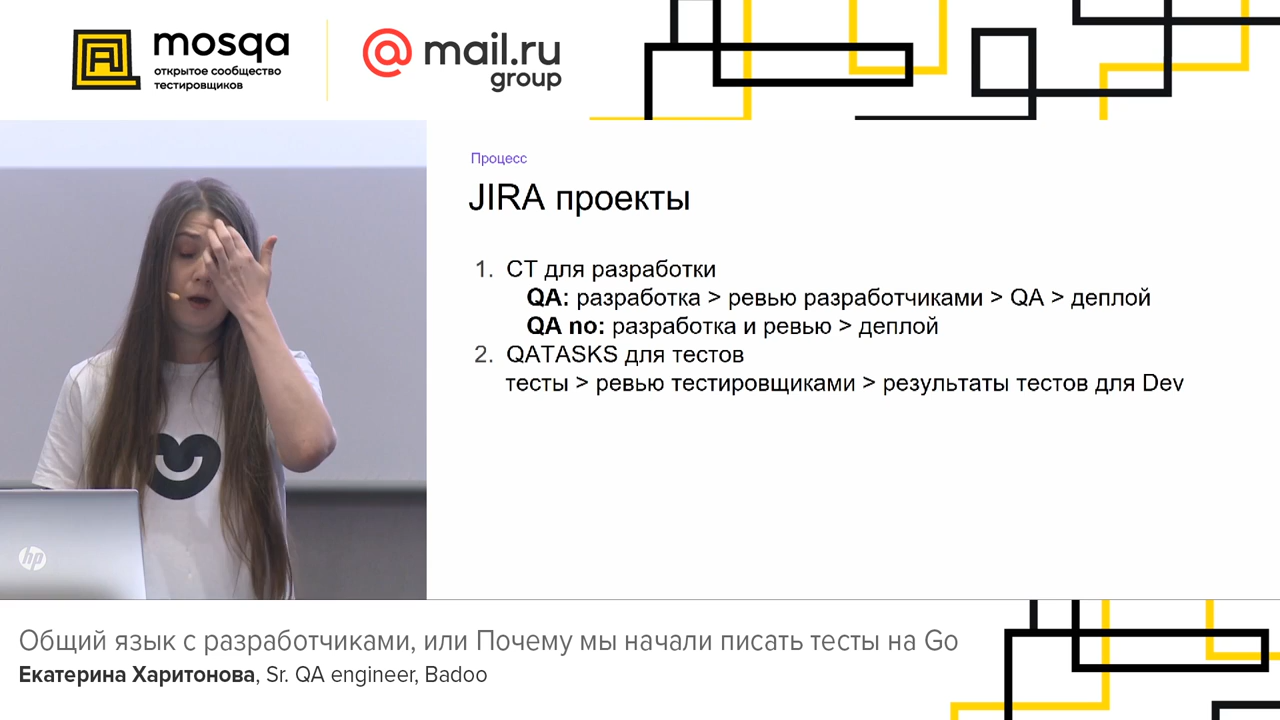 mosqa
открытое сообщество
тестировщиков
@mail.ru
group
Процесс
JIRA проекты
1. СТ для разработки
QA: разработка > ревью разработчиками > QA > деплой
QA no: разработка и ревью > деплой
2. QATASKS для тестов
тесты > ревью тестировщиками > результаты тестов для Dev
hp
Общий язык с разработчиками, или Почему мы начали писать тесты на Go
Екатерина Харитонова, Sr. QA engineer, Badoo